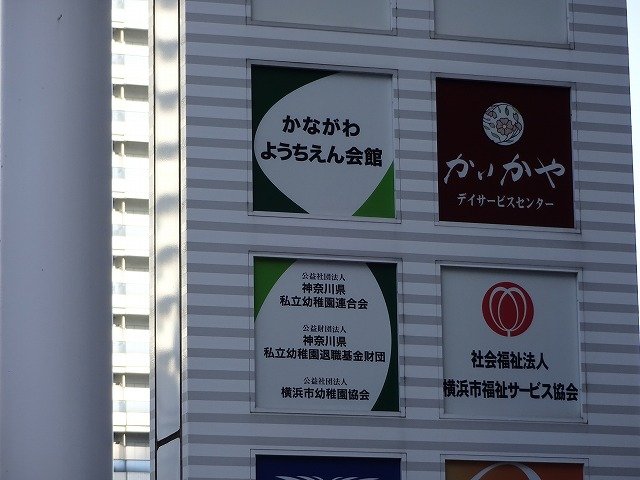 かながわ
ようちえん会館
かいかや
デイサービスセンター
公益社団法人
神奈川県
私立幼稚園連合会
公益財団法人
神奈川県
私立幼稚園退職基金財団
公益社団法人
横浜市幼稚園協会
社会福祉法人
横浜市福祉サービス協会